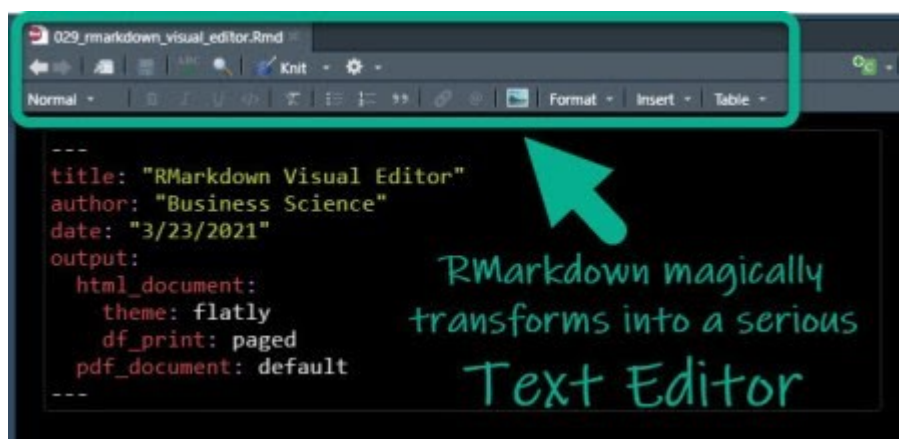 029_rmarkdown_visual_editor.Rmd
ABC Knit
Normal B I U </> Format Insert Table
---
title: "RMarkdown Visual Editor"
author: "Business Science"
date: "3/23/2021"
output:
html_document:
theme: flatly
df_print: paged
pdf_document: default
---
RMarkdown magically
transforms into a serious
Text Editor